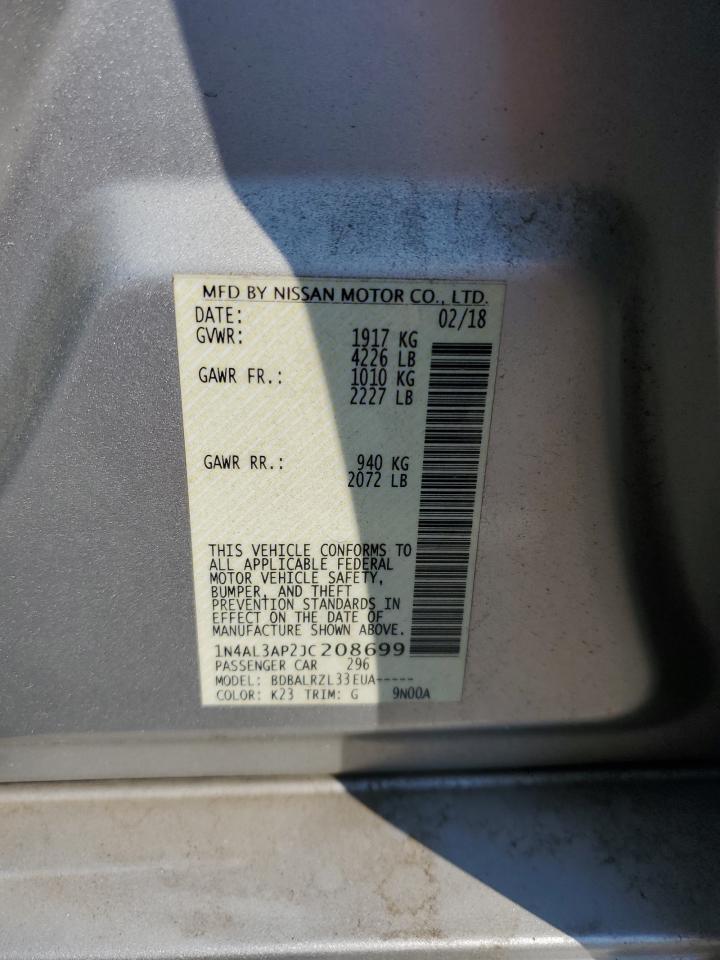 MFD BY NISSAN MOTOR CO., LTD.
DATE: 02/18
GVWR: 1917 KG
4226 LB
GAWR FR.: 1010 KG
2227 LB
GAWR RR.: 940 KG
2072 LB
THIS VEHICLE CONFORMS TO
ALL APPLICABLE FEDERAL
MOTOR VEHICLE SAFETY,
BUMPER, AND THEFT
PREVENTION STANDARDS IN
EFFECT ON THE DATE OF
MANUFACTURE SHOWN ABOVE.
1N4AL3AP2JC208699
PASSENGER CAR 296
MODEL: BDBALRZL33EUA-----
COLOR: K23 TRIM: G 9N00A